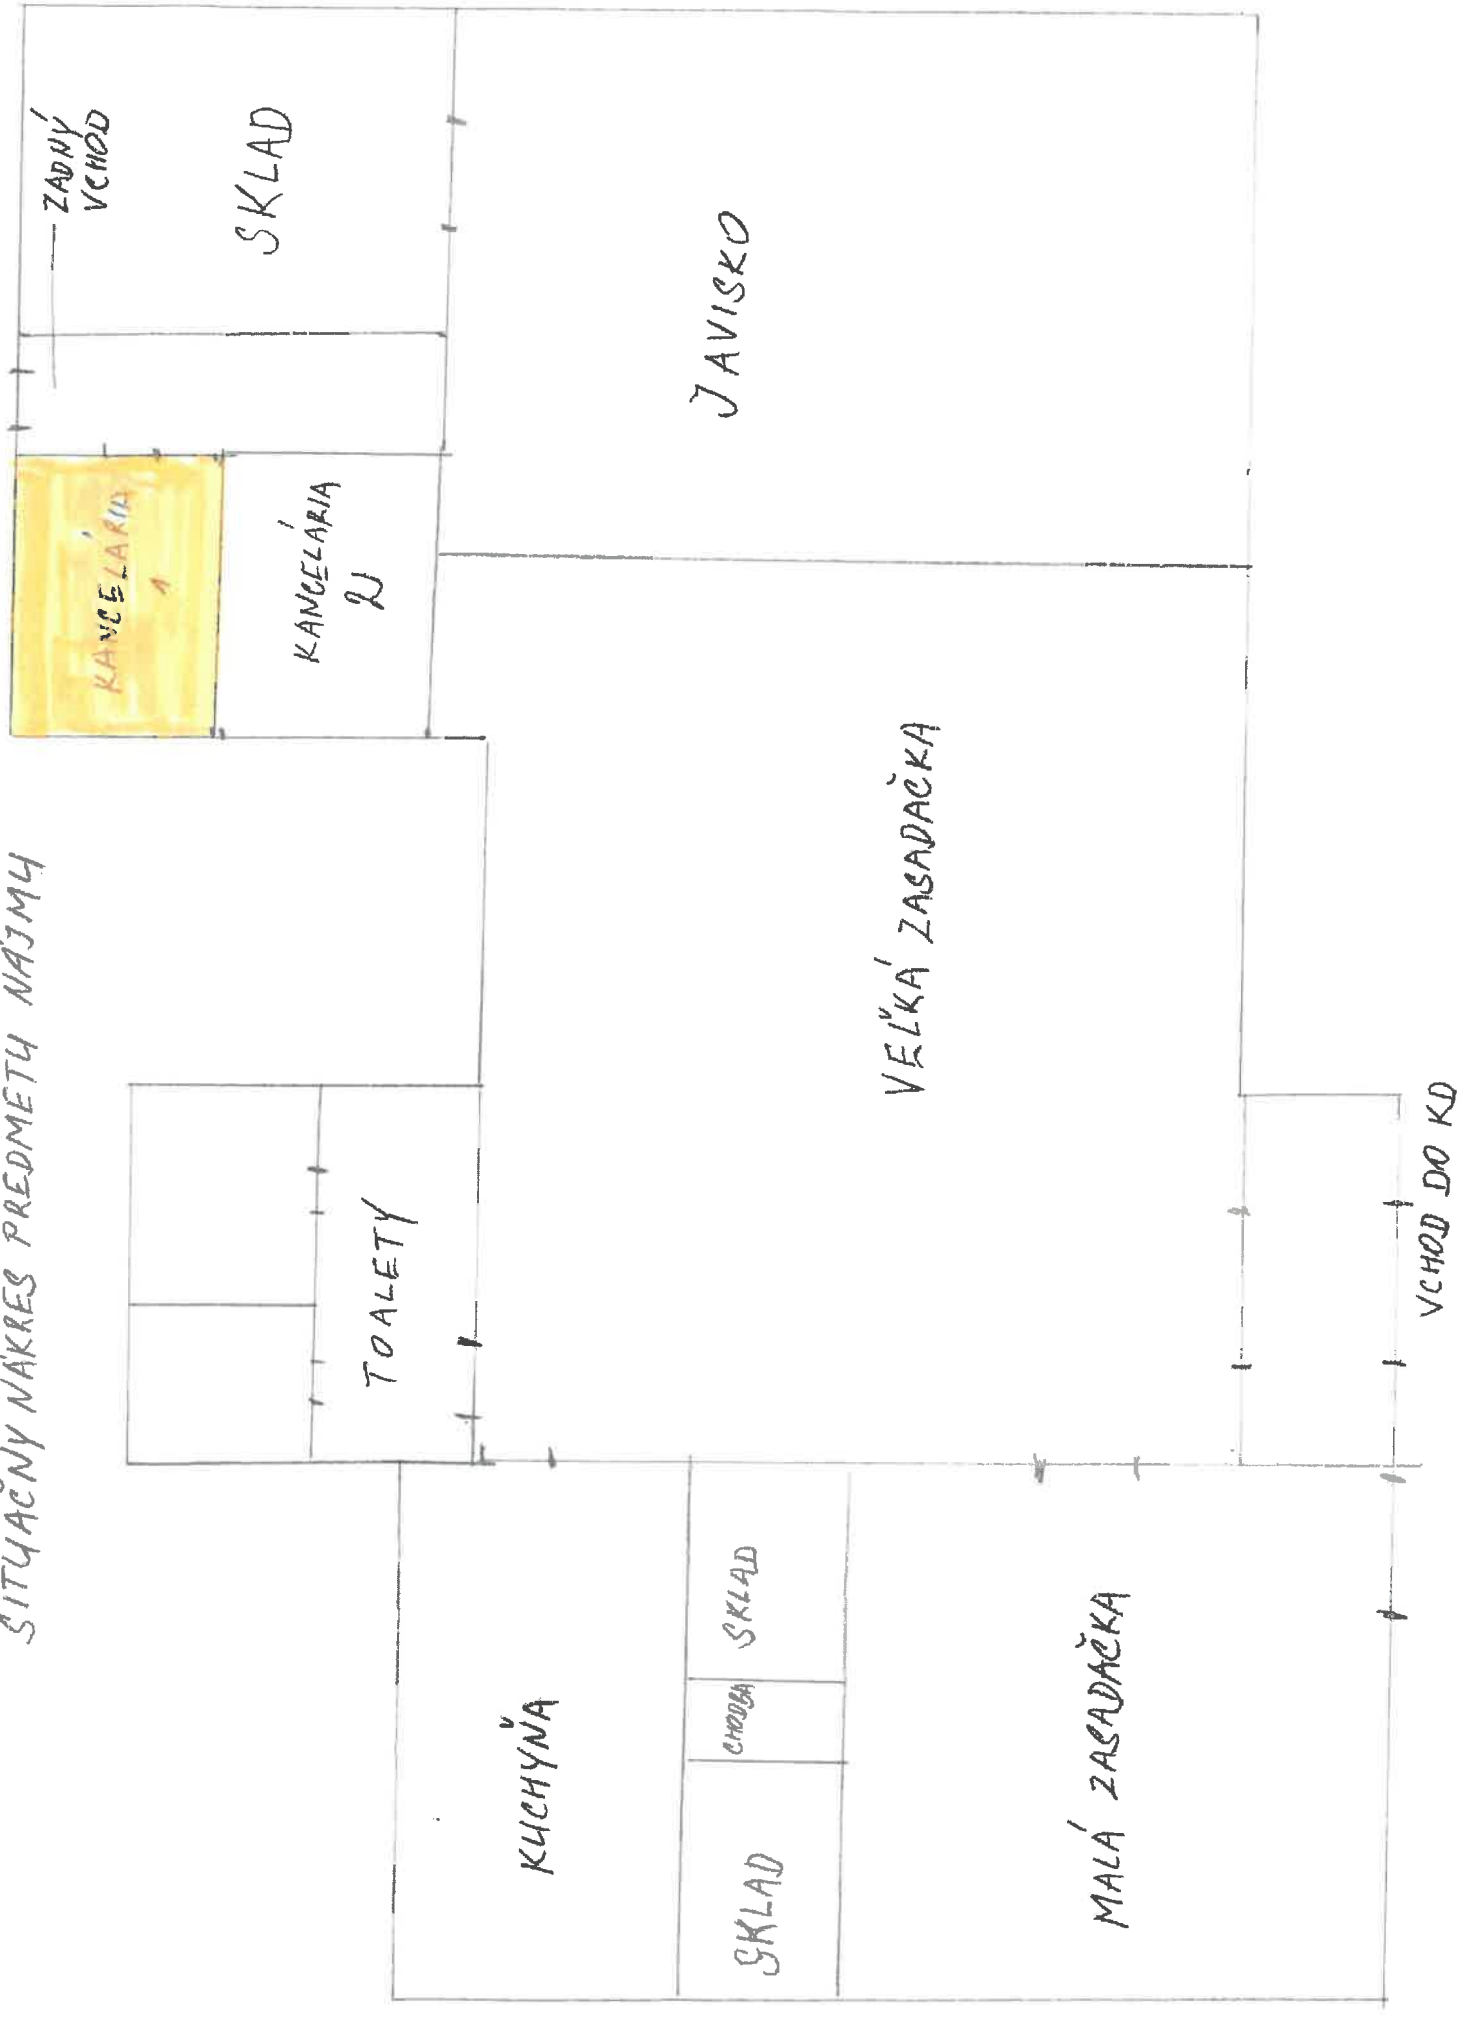 SITUAČNÝ NÁKRES PREDMETU NÁJMU
ZADNÝ
VCHOD
SKLAD
KANCELÁRIA
1
KANCELÁRIA
2
JAVISKO
TOALETY
VEĽKÁ ZASADAČKA
KUCHYŇA
SKLAD
CHODBA
SKLAD
MALÁ ZASADAČKA
VCHOD DO KD